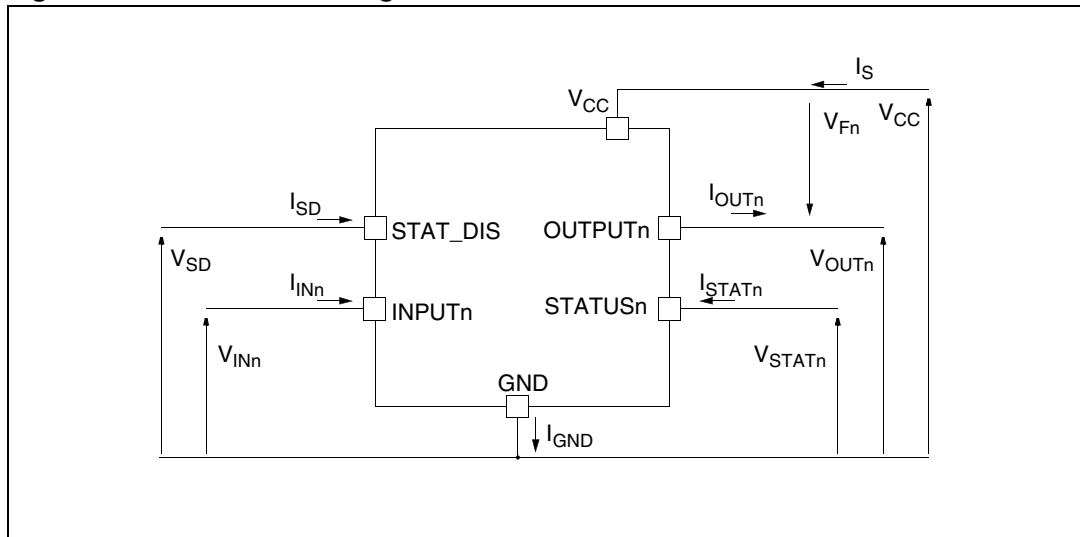 I_S
V_CC
V_Fn
V_CC
I_SD
I_OUTn
STAT_DIS
OUTPUTn
V_SD
V_OUTn
I_INn
I_STATn
INPUTn
STATUSn
V_INn
V_STATn
GND
I_GND